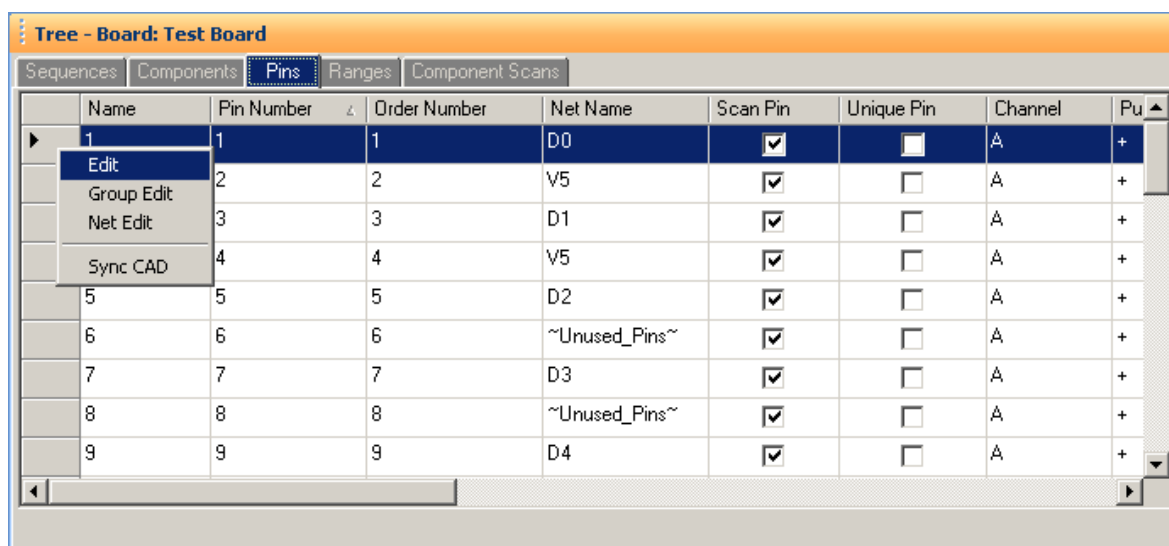 Tree - Board: Test Board
Sequences Components Pins Ranges Component Scans
Name Pin Number Order Number Net Name Scan Pin Unique Pin Channel Pu
1 1 1 D0 A +
Edit
2 2 V5 A +
Group Edit
Net Edit
3 3 D1 A +
Sync CAD
4 4 V5 A +
5 5 5 D2 A +
6 6 6 ~Unused_Pins~ A +
7 7 7 D3 A +
8 8 8 ~Unused_Pins~ A +
9 9 9 D4 A +